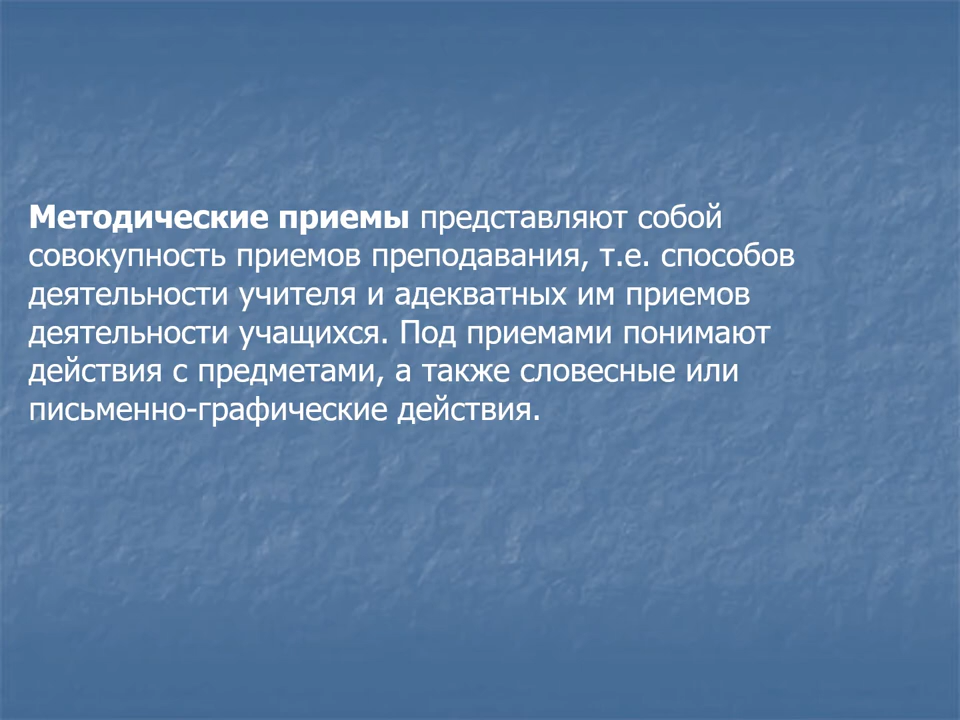 Методические приемы представляют собой
совокупность приемов преподавания, т.е. способов
деятельности учителя и адекватных им приемов
деятельности учащихся. Под приемами понимают
действия с предметами, а также словесные или
письменно-графические действия.